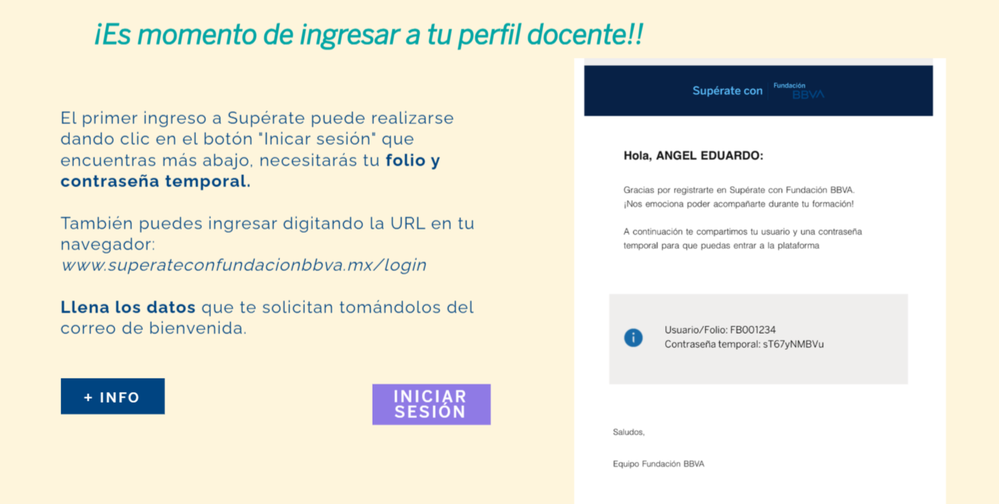 ¡Es momento de ingresar a tu perfil docente!!
El primer ingreso a Supérate puede realizarse
dando clic en el botón "Inicar sesión" que
encuentras más abajo, necesitarás tu folio y
contraseña temporal.
También puedes ingresar digitando la URL en tu
navegador:
www.superateconfundacionbbva.mx/login
Llena los datos que te solicitan tomándolos del
correo de bienvenida.
+ INFO
INICIAR
SESIÓN
Supérate con
Fundación
BBVA
Hola, ANGEL EDUARDO:
Gracias por registrarte en Supérate con Fundación BBVA.
¡Nos emociona poder acompañarte durante tu formación!
A continuación te compartimos tu usuario y una contraseña
temporal para que puedas entrar a la plataforma
Usuario/Folio: FB001234
Contraseña temporal: sT67yNMBVu
Saludos,
Equipo Fundación BBVA